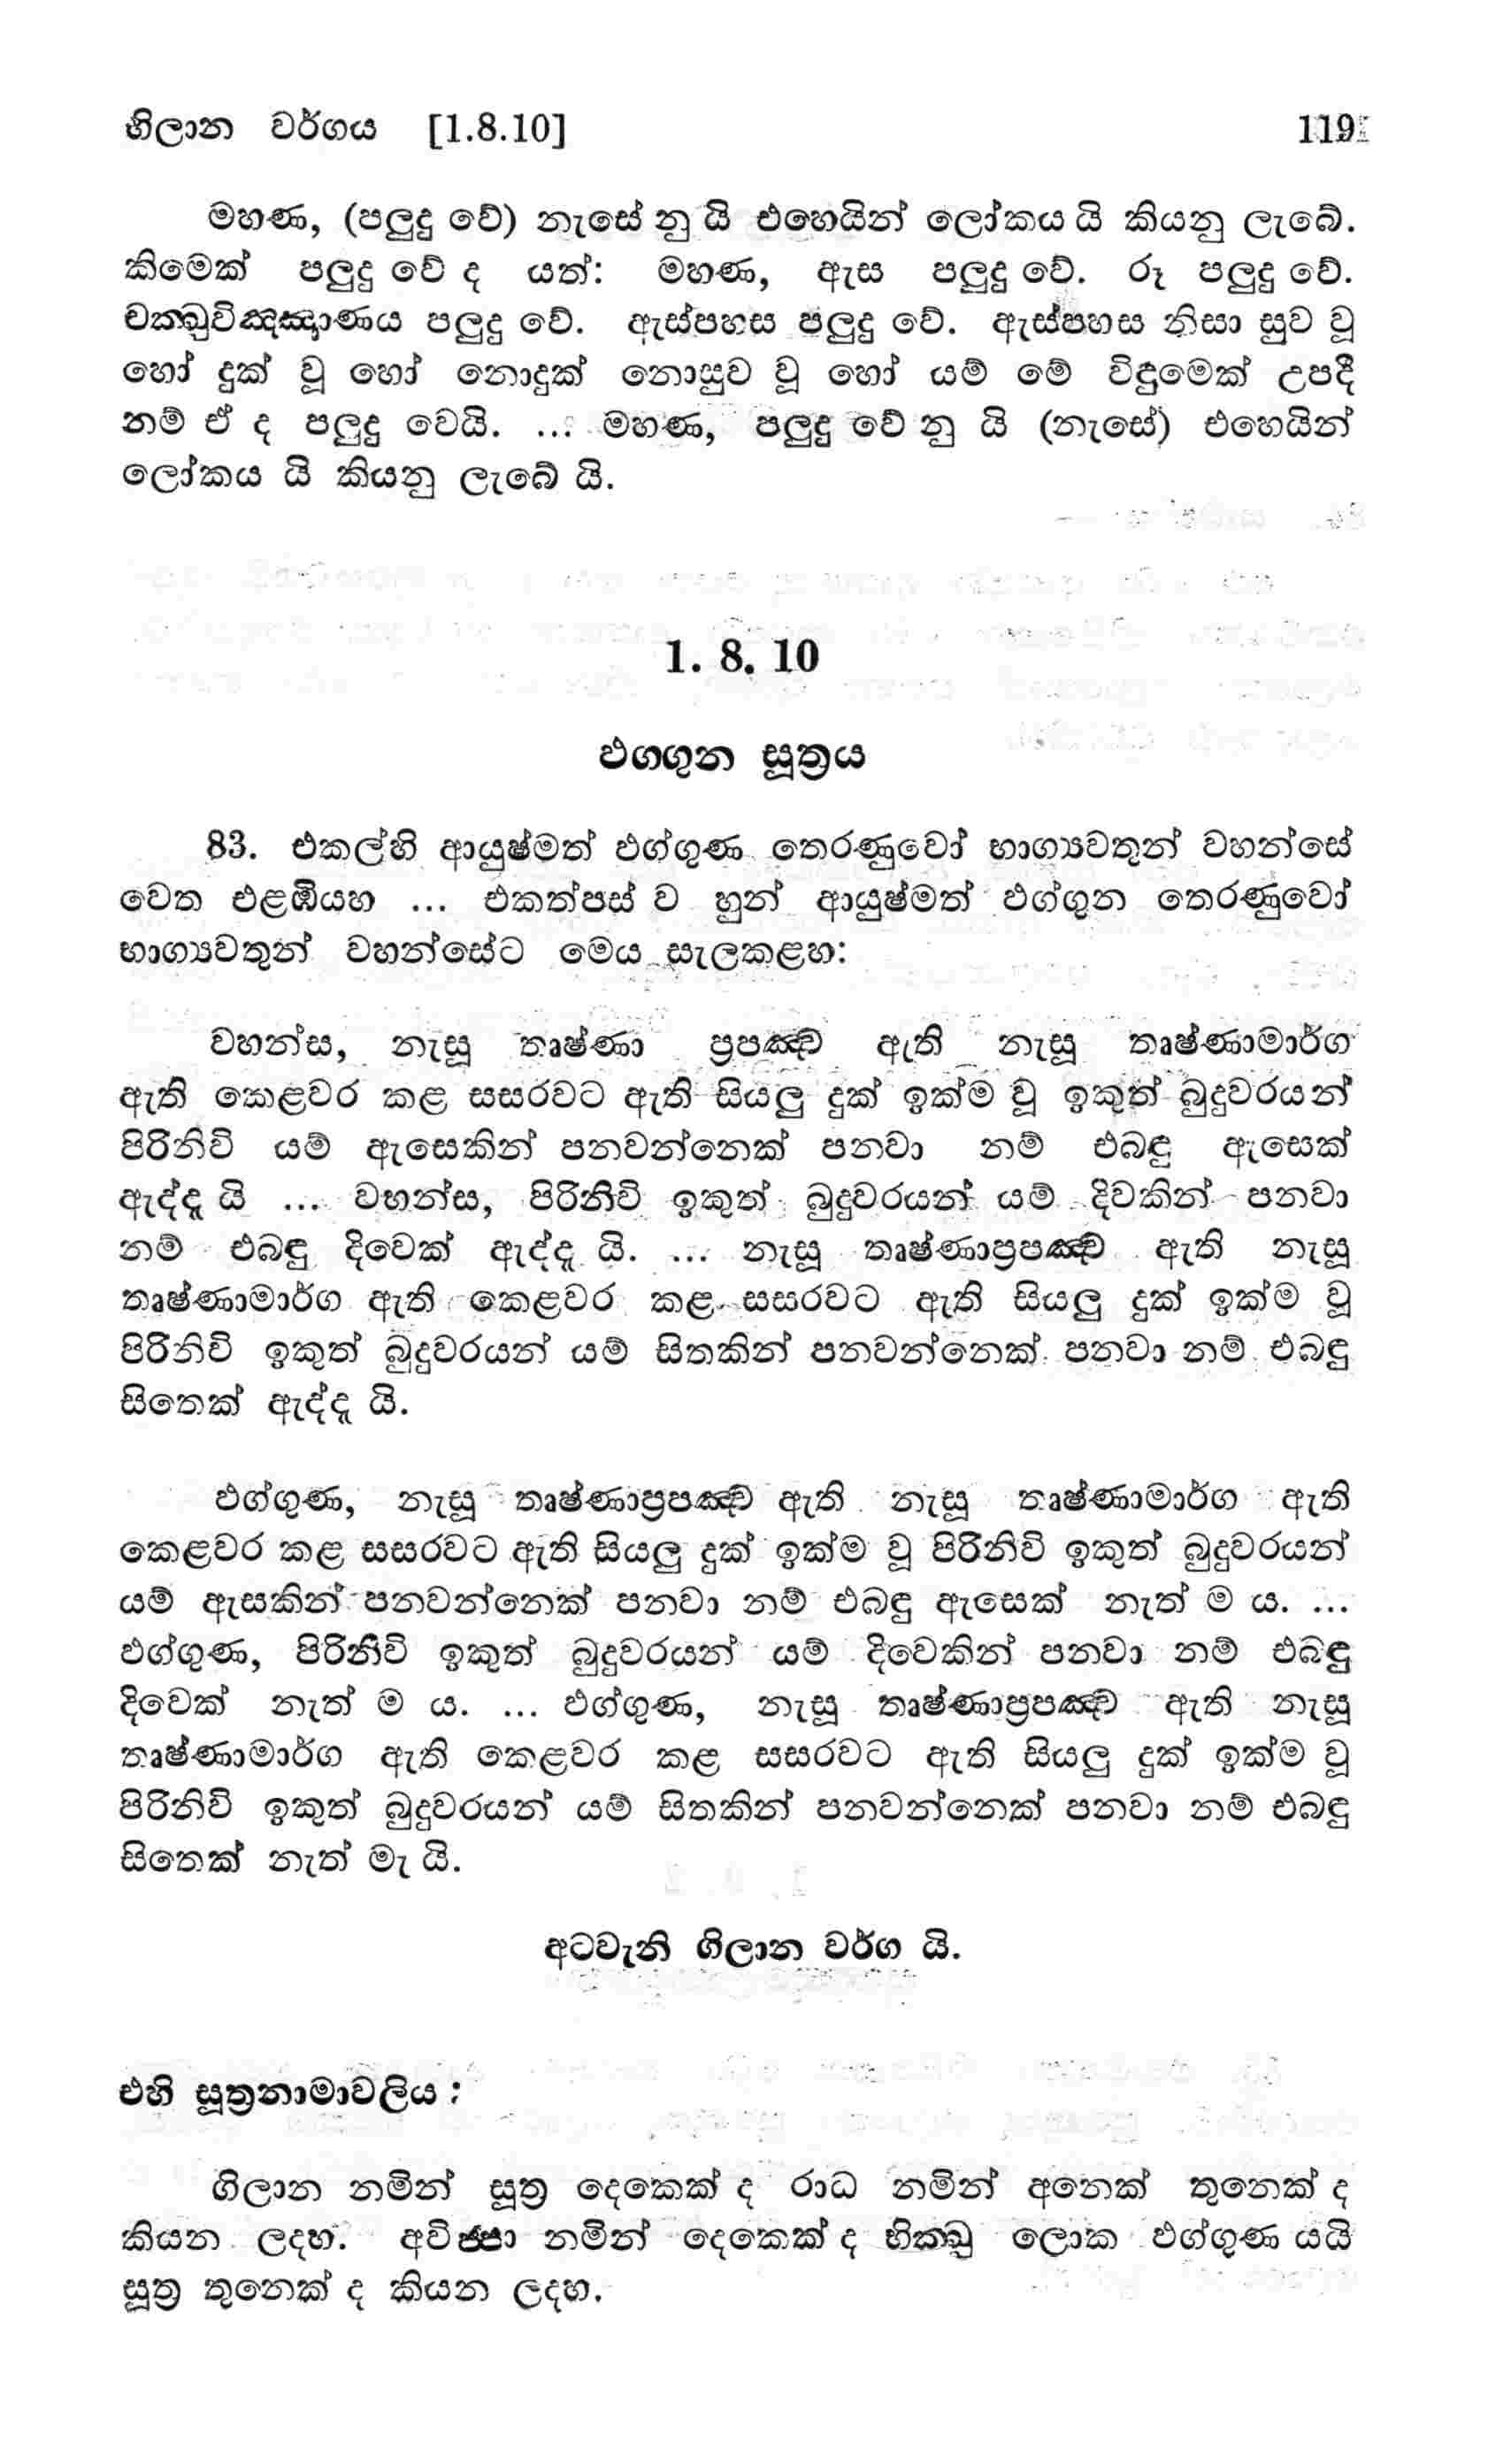 භිලාන වර්ගය [1.8.10] 119
මහණ, (පලුදු වේ) නැසේ නු යි එහෙයින් ලෝකය යි කියනු ලැබේ.
කිමෙක් පලුදු වේ ද යත්: මහණ, ඇස පලුදු වේ. රූ පලුදු වේ.
චක්‍ඛුවිඤ්‍ඤාණය පලුදු වේ. ඇස්පහස පලුදු වේ. ඇස්පහස නිසා සුව වූ
හෝ දුක් වූ හෝ නොදුක් නොසුව වූ හෝ යම් මේ විඳුමෙක් උපදී
නම් ඒ ද පලුදු වෙයි. ... මහණ, පලුදු වේ නු යි (නැසේ) එහෙයින්
ලෝකය යි කියනු ලැබේ යි.
1. 8. 10
ඵගගුන සූත්‍රය
83. එකල්හි ආයුෂ්මත් ඵග්ගුණ තෙරණුවෝ භාග්‍යවතුන් වහන්සේ
වෙත එළඹියහ ... එකත්පස් ව හුන් ආයුෂ්මත් ඵග්ගුන තෙරණුවෝ
භාග්‍යවතුන් වහන්සේට මෙය සැලකළහ:
වහන්ස, නැසූ තෘෂ්ණා ප්‍රපඤ්ච ඇති නැසූ තෘෂ්ණාමාර්ග
ඇති කෙළවර කළ සසරවට ඇති සියලු දුක් ඉක්ම වූ ඉකුත් බුදුවරයන්
පිරිනිවි යම් ඇසෙකින් පනවන්නෙක් පනවා නම් එබඳු ඇසෙක්
ඇද්ද යි ... වහන්ස, පිරිනිවි ඉකුත් බුදුවරයන් යම් දිවකින් පනවා
නම් එබඳු දිවෙක් ඇද්ද යි. ... නැසූ තෘෂ්ණාප්‍රපඤ්ච ඇති නැසූ
තෘෂ්ණාමාර්ග ඇති කෙළවර කළ සසරවට ඇති සියලු දුක් ඉක්ම වූ
පිරිනිවි ඉකුත් බුදුවරයන් යම් සිතකින් පනවන්නෙක් පනවා නම් එබඳු
සිතෙක් ඇද්ද යි.
ඵග්ගුණ, නැසූ තෘෂ්ණාප්‍රපඤ්ච ඇති නැසූ තෘෂ්ණාමාර්ග ඇති
කෙළවර කළ සසරවට ඇති සියලු දුක් ඉක්ම වූ පිරිනිවි ඉකුත් බුදුවරයන්
යම් ඇසකින් පනවන්නෙක් පනවා නම් එබඳු ඇසෙක් නැත් ම ය. ...
ඵග්ගුණ, පිරිනිවි ඉකුත් බුදුවරයන් යම් දිවෙකින් පනවා නම් එබඳු
දිවෙක් නැත් ම ය. ... ඵග්ගුණ, නැසූ තෘෂ්ණාප්‍රපඤ්ච ඇති නැසූ
තෘෂ්ණාමාර්ග ඇති කෙළවර කළ සසරවට ඇති සියලු දුක් ඉක්ම වූ
පිරිනිවි ඉකුත් බුදුවරයන් යම් සිතකින් පනවන්නෙක් පනවා නම් එබඳු
සිතෙක් නැත් මැ යි.
අටවැනි ගිලාන වර්ග යි.
එහි සූත්‍රනාමාවලිය :
ගිලාන නමින් සූත්‍ර දෙකෙක් ද රාධ නමින් අනෙක් තුනෙක් ද
කියන ලදහ. අවිජ්ජා නමින් දෙකෙක් ද භික්‍ඛු ලොක ඵග්ගුණ යයි
සූත්‍ර තුනෙක් ද කියන ලදහ.